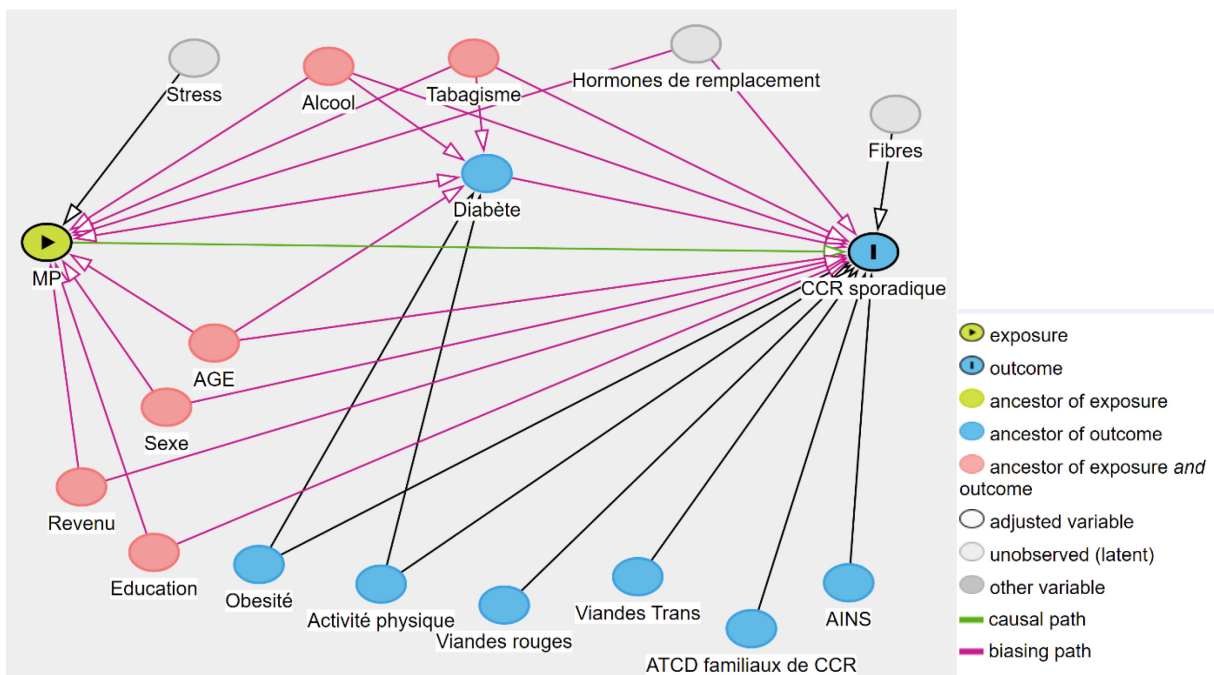 Stress
Alcool
Tabagisme
Hormones de remplacement
Fibres
Diabète
MP
CCR sporadique
AGE
Sexe
Revenu
Education
Obesité
Activité physique
Viandes rouges
Viandes Trans
ATCD familiaux de CCR
AINS
exposure
outcome
ancestor of exposure
ancestor of outcome
ancestor of exposure and
outcome
adjusted variable
unobserved (latent)
other variable
causal path
biasing path